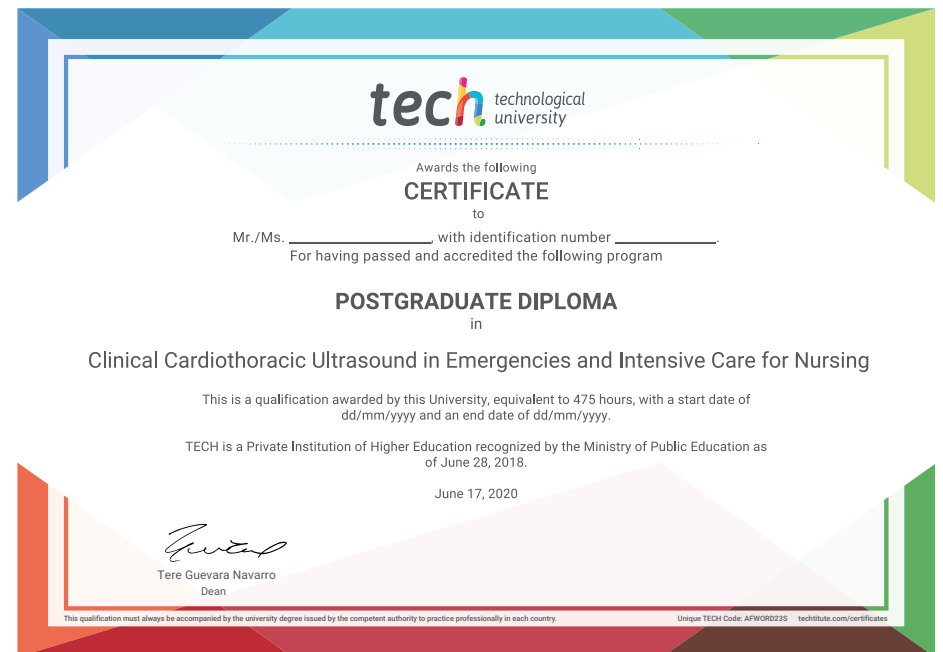 tech technological
university
Awards the following
CERTIFICATE
to
Mr./Ms. ________________, with identification number ____________.
For having passed and accredited the following program
POSTGRADUATE DIPLOMA
in
Clinical Cardiothoracic Ultrasound in Emergencies and Intensive Care for Nursing
This is a qualification awarded by this University, equivalent to 475 hours, with a start date of
dd/mm/yyyy and an end date of dd/mm/yyyy.
TECH is a Private Institution of Higher Education recognized by the Ministry of Public Education as
of June 28, 2018.
June 17, 2020
Tere Guevara Navarro
Dean
This qualification must always be accompanied by the university degree issued by the competent authority to practice professionally in each country. Unique TECH Code: AFWORD23S techtitute.com/certificates